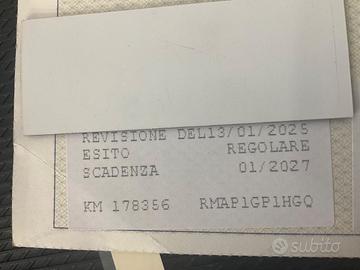 REVISIONE DEL13/01/2025
ESITO REGOLARE
SCADENZA 01/2027
KM 178356 RMAP1GP1HGQ
subito